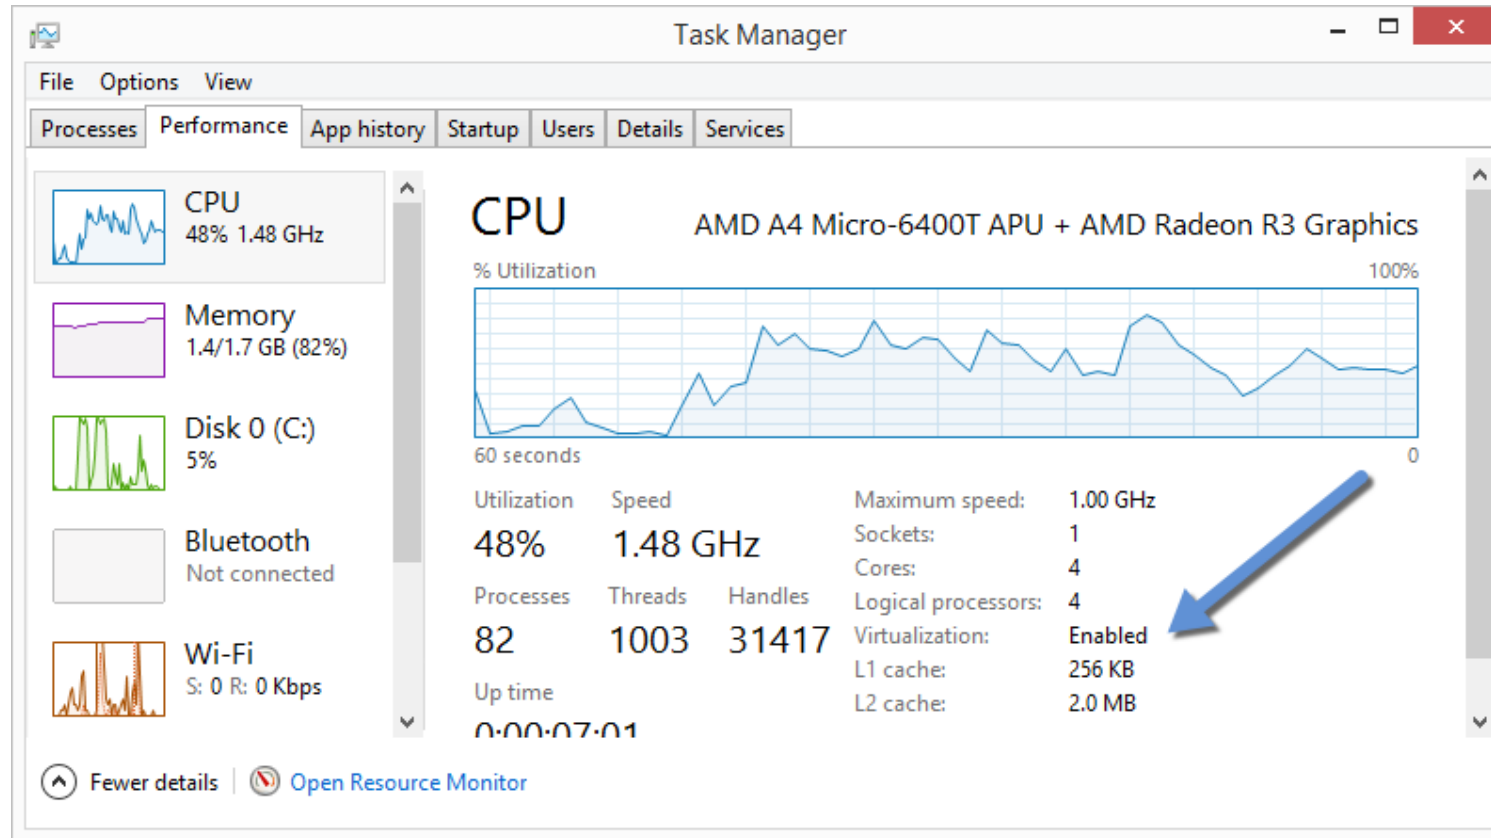 Task Manager
File Options View
Processes Performance App history Startup Users Details Services
CPU
48% 1.48 GHz
Memory
1.4/1.7 GB (82%)
Disk 0 (C:)
5%
Bluetooth
Not connected
Wi-Fi
S: 0 R: 0 Kbps
CPU AMD A4 Micro-6400T APU + AMD Radeon R3 Graphics
% Utilization 100%
60 seconds 0
Utilization Speed
48% 1.48 GHz
Processes Threads Handles
82 1003 31417
Up time
0:00:07:01
Maximum speed: 1.00 GHz
Sockets: 1
Cores: 4
Logical processors: 4
Virtualization: Enabled
L1 cache: 256 KB
L2 cache: 2.0 MB
Fewer details Open Resource Monitor